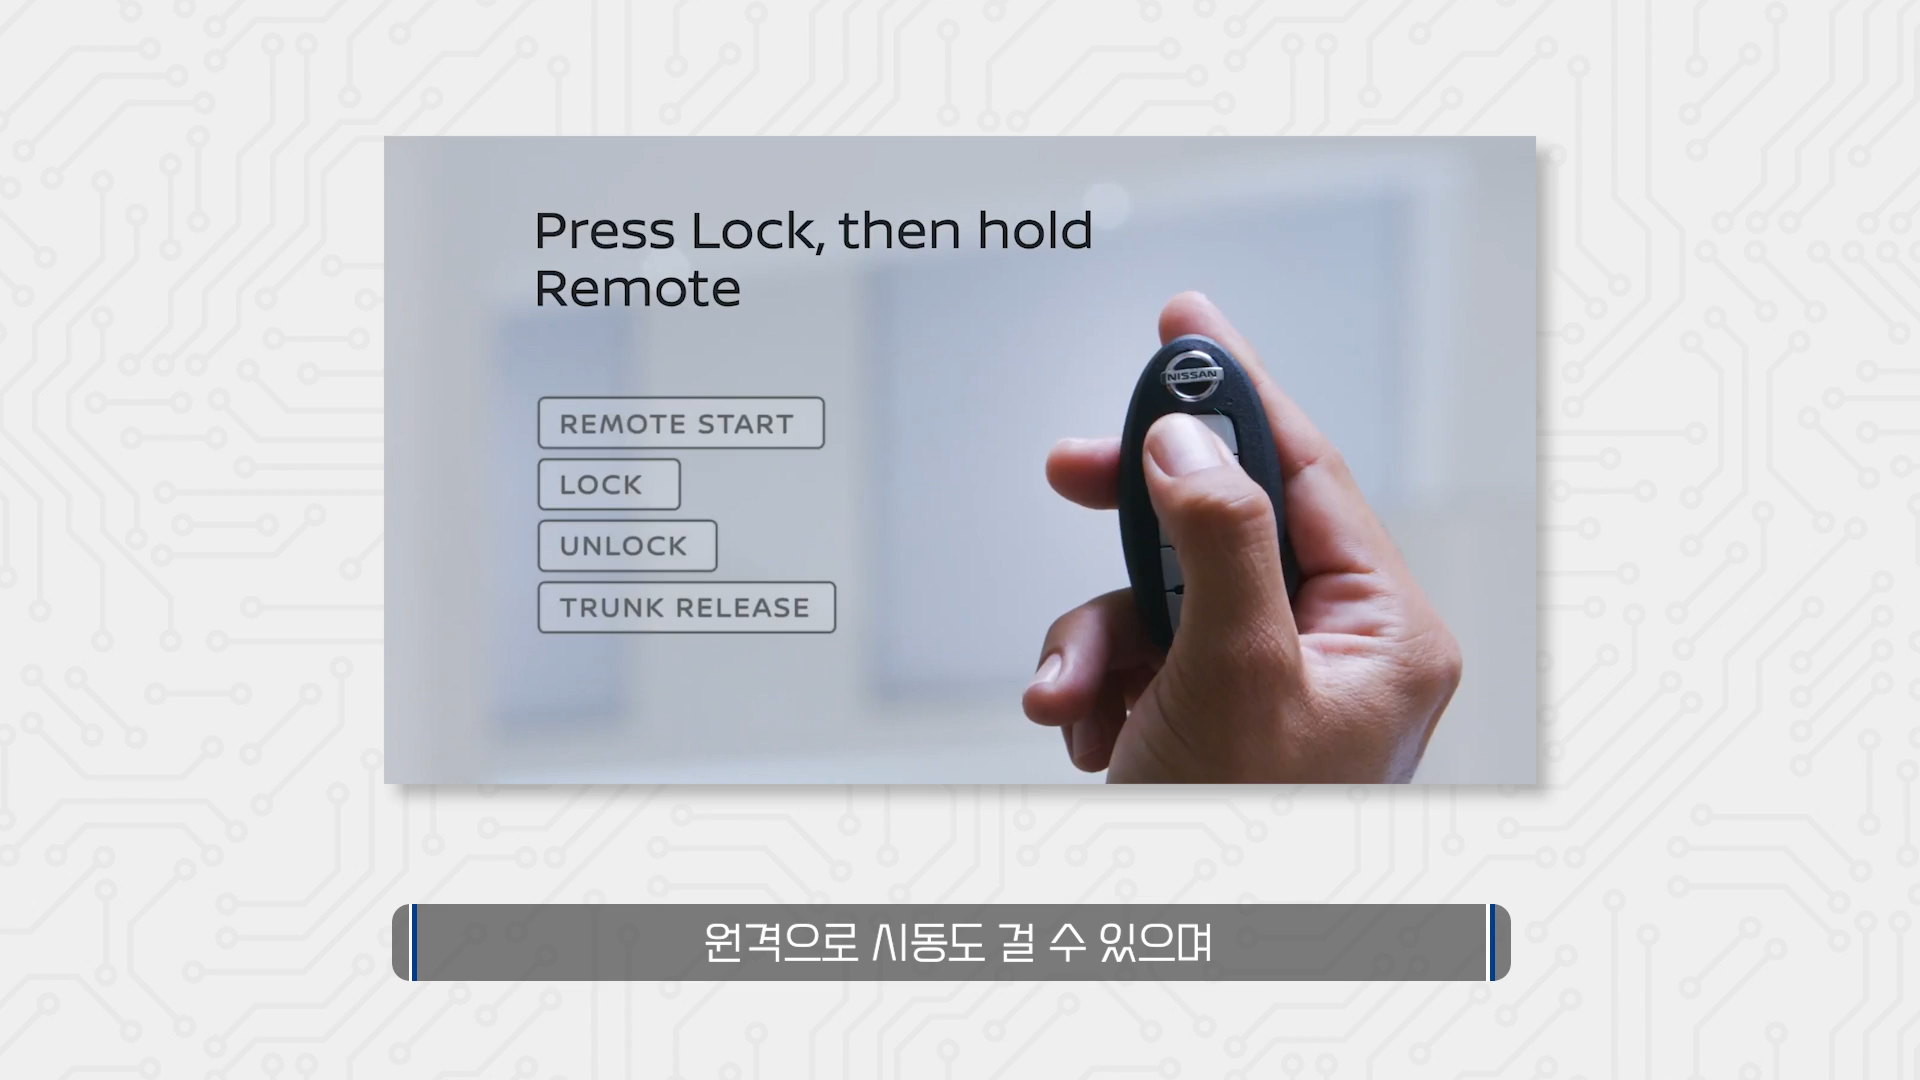 Press Lock, then hold
Remote
NISSAN
REMOTE START
LOCK
UNLOCK
TRUNK RELEASE
원격으로 시동도 걸 수 있으며